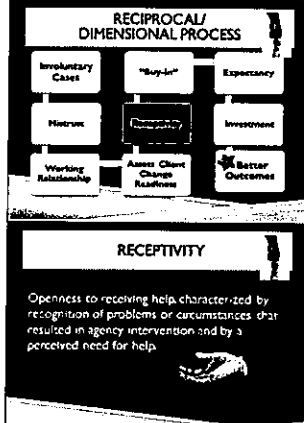 RECIPROCAL/
DIMENSIONAL PROCESS
Involuntary
Cases
"Buy-in"
Expectancy
Mistrust
Receptivity
Investment
Working
Relationship
Assess Client
Change
Readiness
Better
Outcomes
RECEPTIVITY
Openness to receiving help, characterized by
recognition of problems or circumstances that
resulted in agency intervention and by a
perceived need for help.